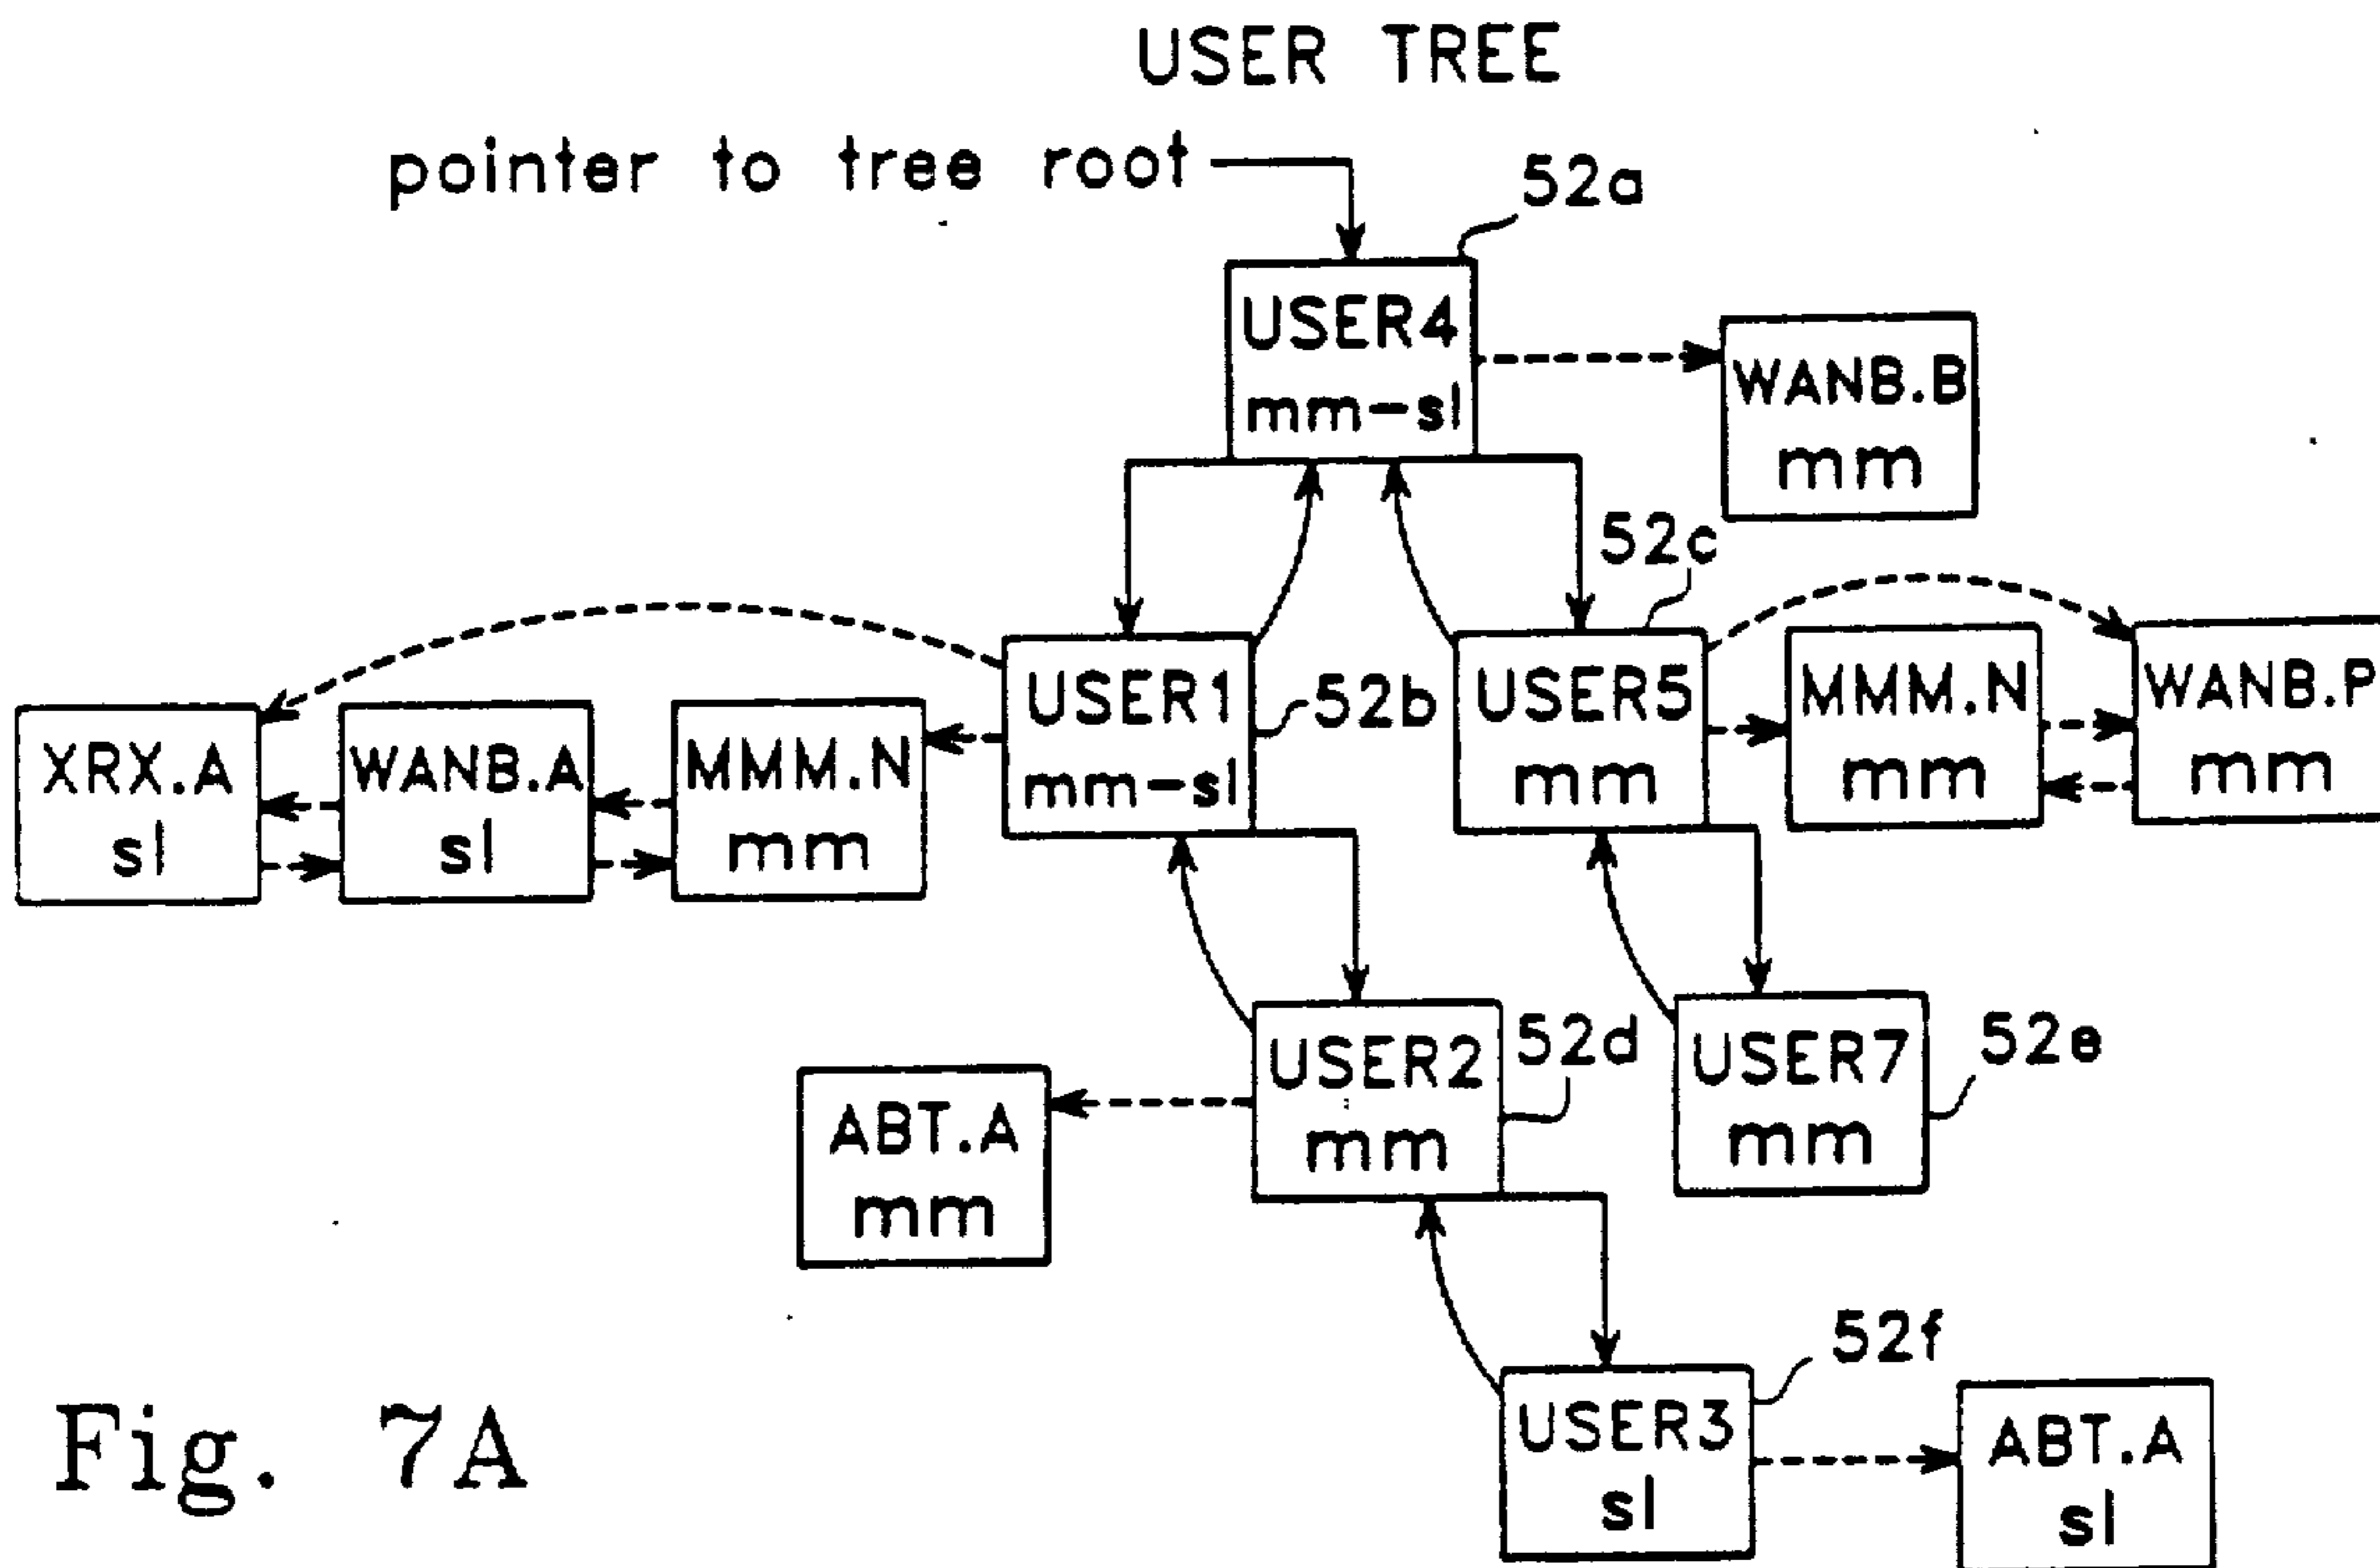 USER TREE
pointer to tree root
52a
USER4
mm-sl
WANB.B
mm
52c
XRX.A
sl
WANB.A
sl
MMM.N
mm
USER1
mm-sl
52b
USER5
mm
MMM.N
mm
WANB.P
mm
ABT.A
mm
USER2
mm
52d
USER7
mm
52e
52f
USER3
sl
ABT.A
sl
Fig. 7A